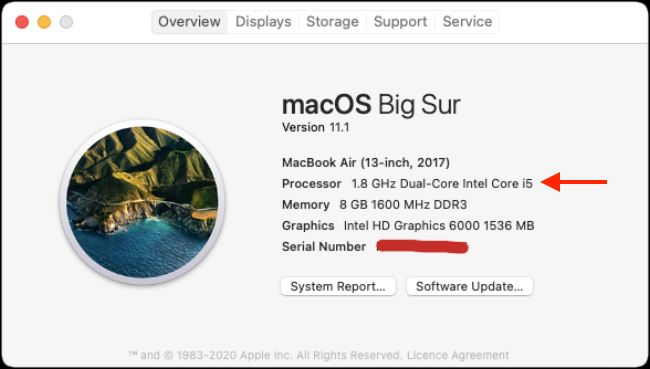 Overview Displays Storage Support Service
macOS Big Sur
Version 11.1
MacBook Air (13-inch, 2017)
Processor 1.8 GHz Dual-Core Intel Core i5
Memory 8 GB 1600 MHz DDR3
Graphics Intel HD Graphics 6000 1536 MB
Serial Number
System Report... Software Update...
™ and © 1983-2020 Apple Inc. All Rights Reserved. Licence Agreement